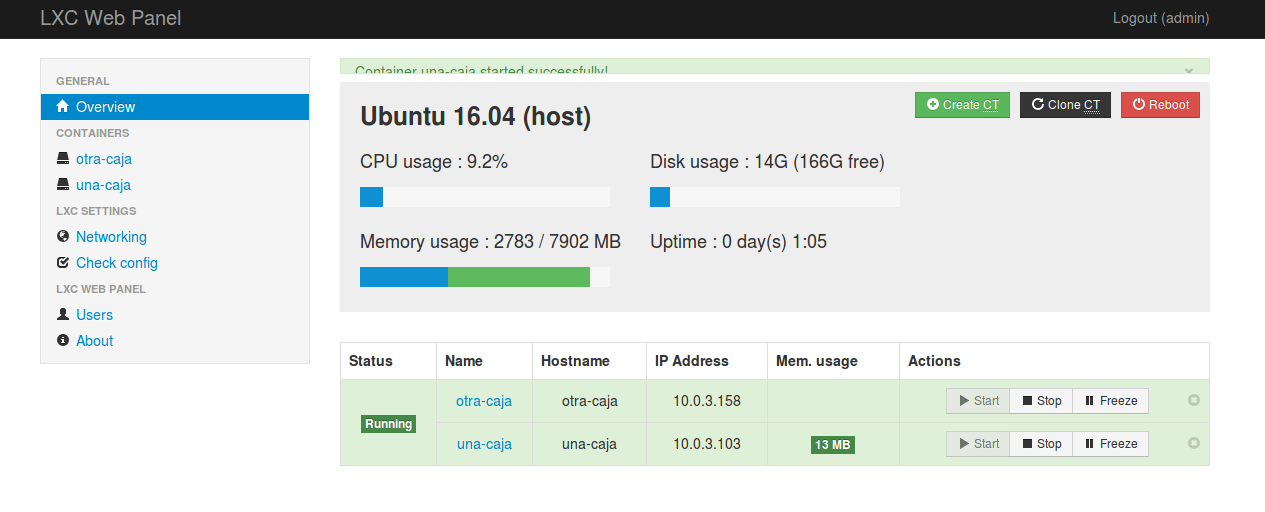 LXC Web Panel
Logout (admin)
GENERAL
Overview
CONTAINERS
otra-caja
una-caja
LXC SETTINGS
Networking
Check config
LXC WEB PANEL
Users
About
Container una-caja started successfully!
×
Ubuntu 16.04 (host)
Create CT
Clone CT
Reboot
CPU usage : 9.2%
Disk usage : 14G (166G free)
Memory usage : 2783 / 7902 MB
Uptime : 0 day(s) 1:05
Status Name Hostname IP Address Mem. usage Actions
Running
otra-caja otra-caja 10.0.3.158 Start Stop Freeze
una-caja una-caja 10.0.3.103 13 MB Start Stop Freeze